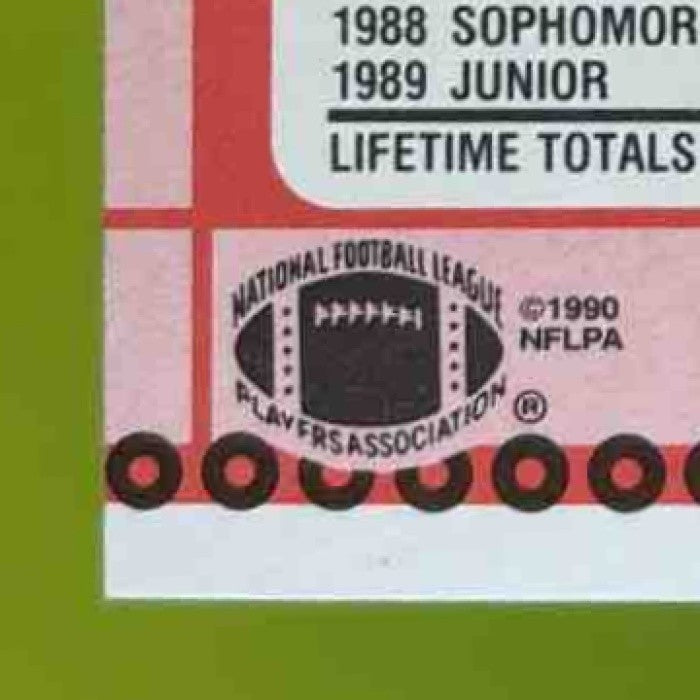 1988 SOPHOMOR
1989 JUNIOR
LIFETIME TOTALS
NATIONAL FOOTBALL LEAGUE
PLAYERS ASSOCIATION
®
©1990
NFLPA